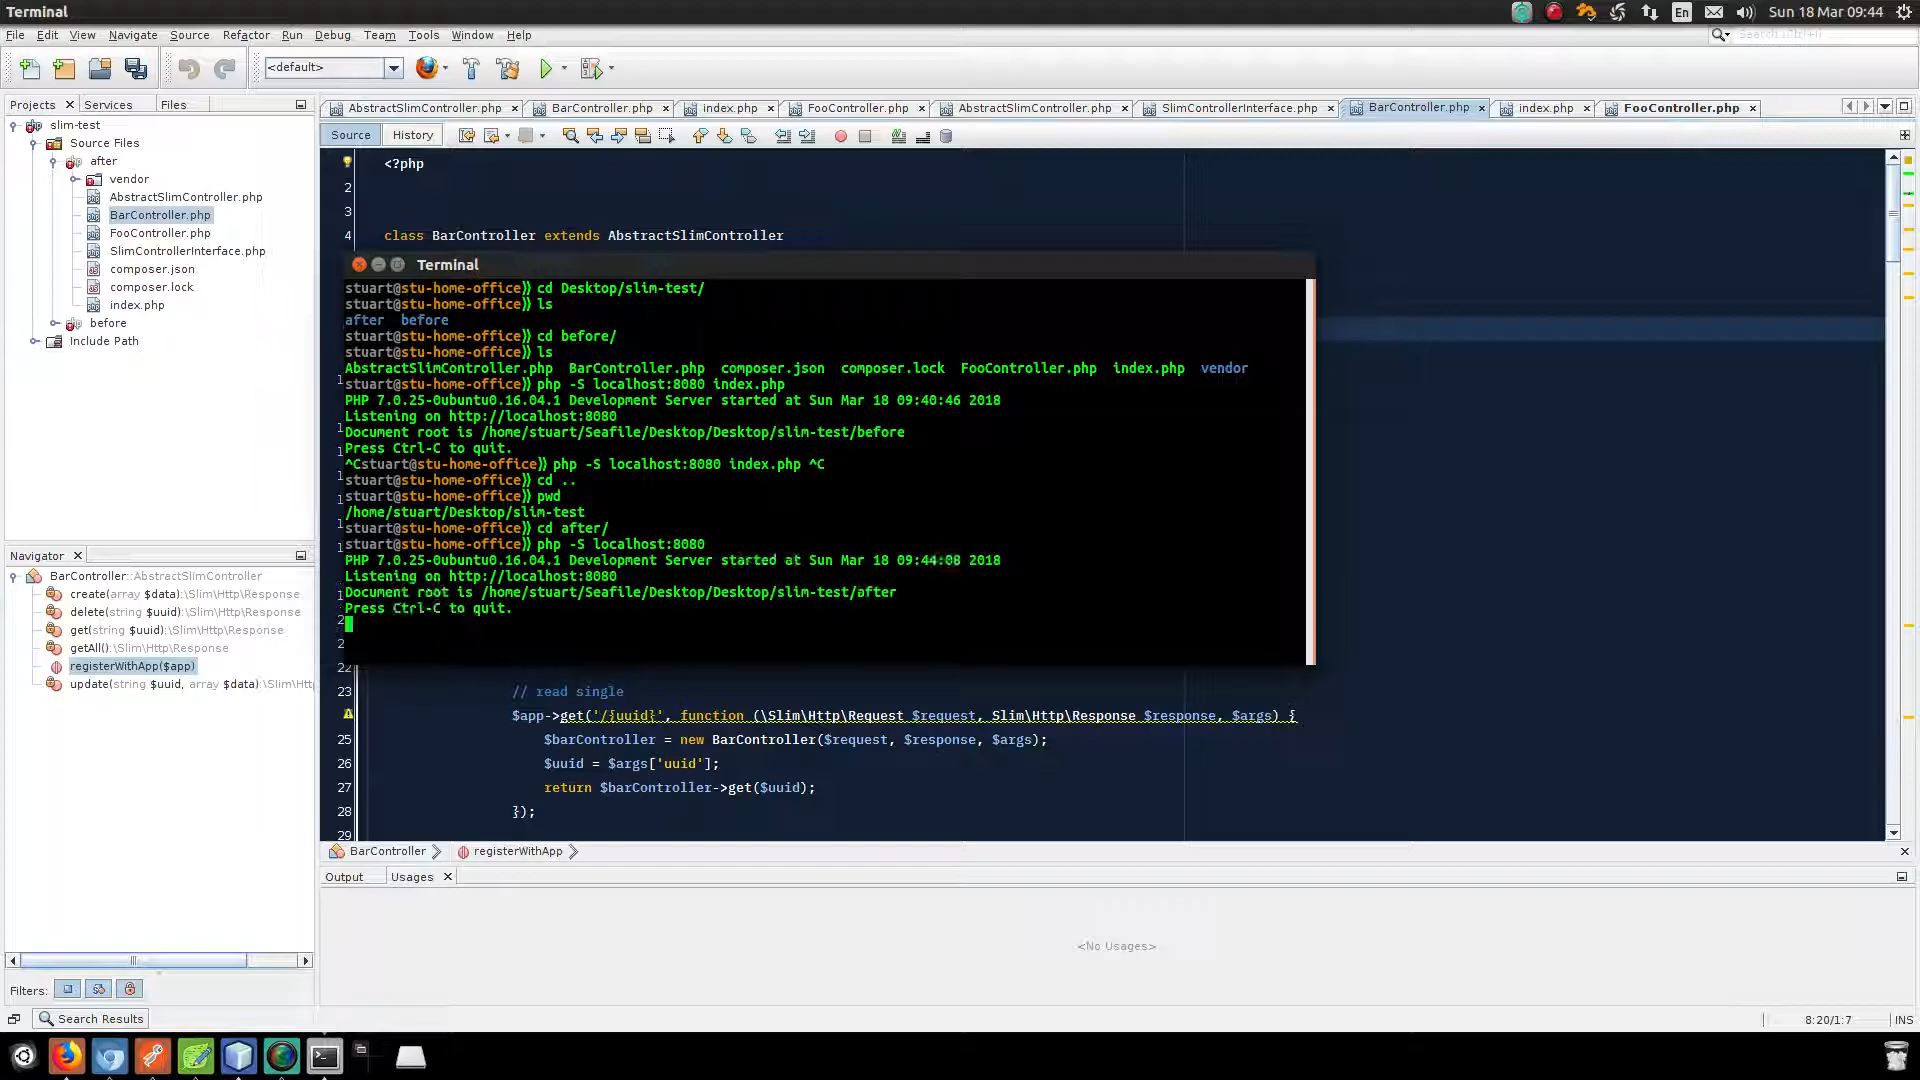 Terminal
En
Sun 18 Mar 09:44
File Edit View Navigate Source Refactor Run Debug Team Tools Window Help
Search (Ctrl+I)
<default>
Projects Services Files
AbstractSlimController.php BarController.php index.php FooController.php AbstractSlimController.php SlimControllerInterface.php BarController.php index.php FooController.php
slim-test
Source Files
after
vendor
AbstractSlimController.php
BarController.php
FooController.php
SlimControllerInterface.php
composer.json
composer.lock
index.php
before
Include Path
Source History
<?php
2
3
4 class BarController extends AbstractSlimController
Terminal
stuart@stu-home-office⟫ cd Desktop/slim-test/
stuart@stu-home-office⟫ ls
after before
stuart@stu-home-office⟫ cd before/
stuart@stu-home-office⟫ ls
AbstractSlimController.php BarController.php composer.json composer.lock FooController.php index.php vendor
stuart@stu-home-office⟫ php -S localhost:8080 index.php
PHP 7.0.25-0ubuntu0.16.04.1 Development Server started at Sun Mar 18 09:40:46 2018
Listening on http://localhost:8080
Document root is /home/stuart/Seafile/Desktop/Desktop/slim-test/before
Press Ctrl-C to quit.
^Cstuart@stu-home-office⟫ php -S localhost:8080 index.php ^C
stuart@stu-home-office⟫ cd ..
stuart@stu-home-office⟫ pwd
/home/stuart/Desktop/slim-test
stuart@stu-home-office⟫ cd after/
stuart@stu-home-office⟫ php -S localhost:8080
PHP 7.0.25-0ubuntu0.16.04.1 Development Server started at Sun Mar 18 09:44:08 2018
Listening on http://localhost:8080
Document root is /home/stuart/Seafile/Desktop/Desktop/slim-test/after
Press Ctrl-C to quit.
22
23 // read single
$app->get('/{uuid}', function (\Slim\Http\Request $request, Slim\Http\Response $response, $args) {
25 $barController = new BarController($request, $response, $args);
26 $uuid = $args['uuid'];
27 return $barController->get($uuid);
28 });
29
Navigator
BarController::AbstractSlimController
create(array $data):\Slim\Http\Response
delete(string $uuid):\Slim\Http\Response
get(string $uuid):\Slim\Http\Response
getAll():\Slim\Http\Response
registerWithApp($app)
update(string $uuid, array $data):\Slim\Htt
Filters:
BarController registerWithApp
Output Usages
<No Usages>
Search Results
8:20/1:7 INS